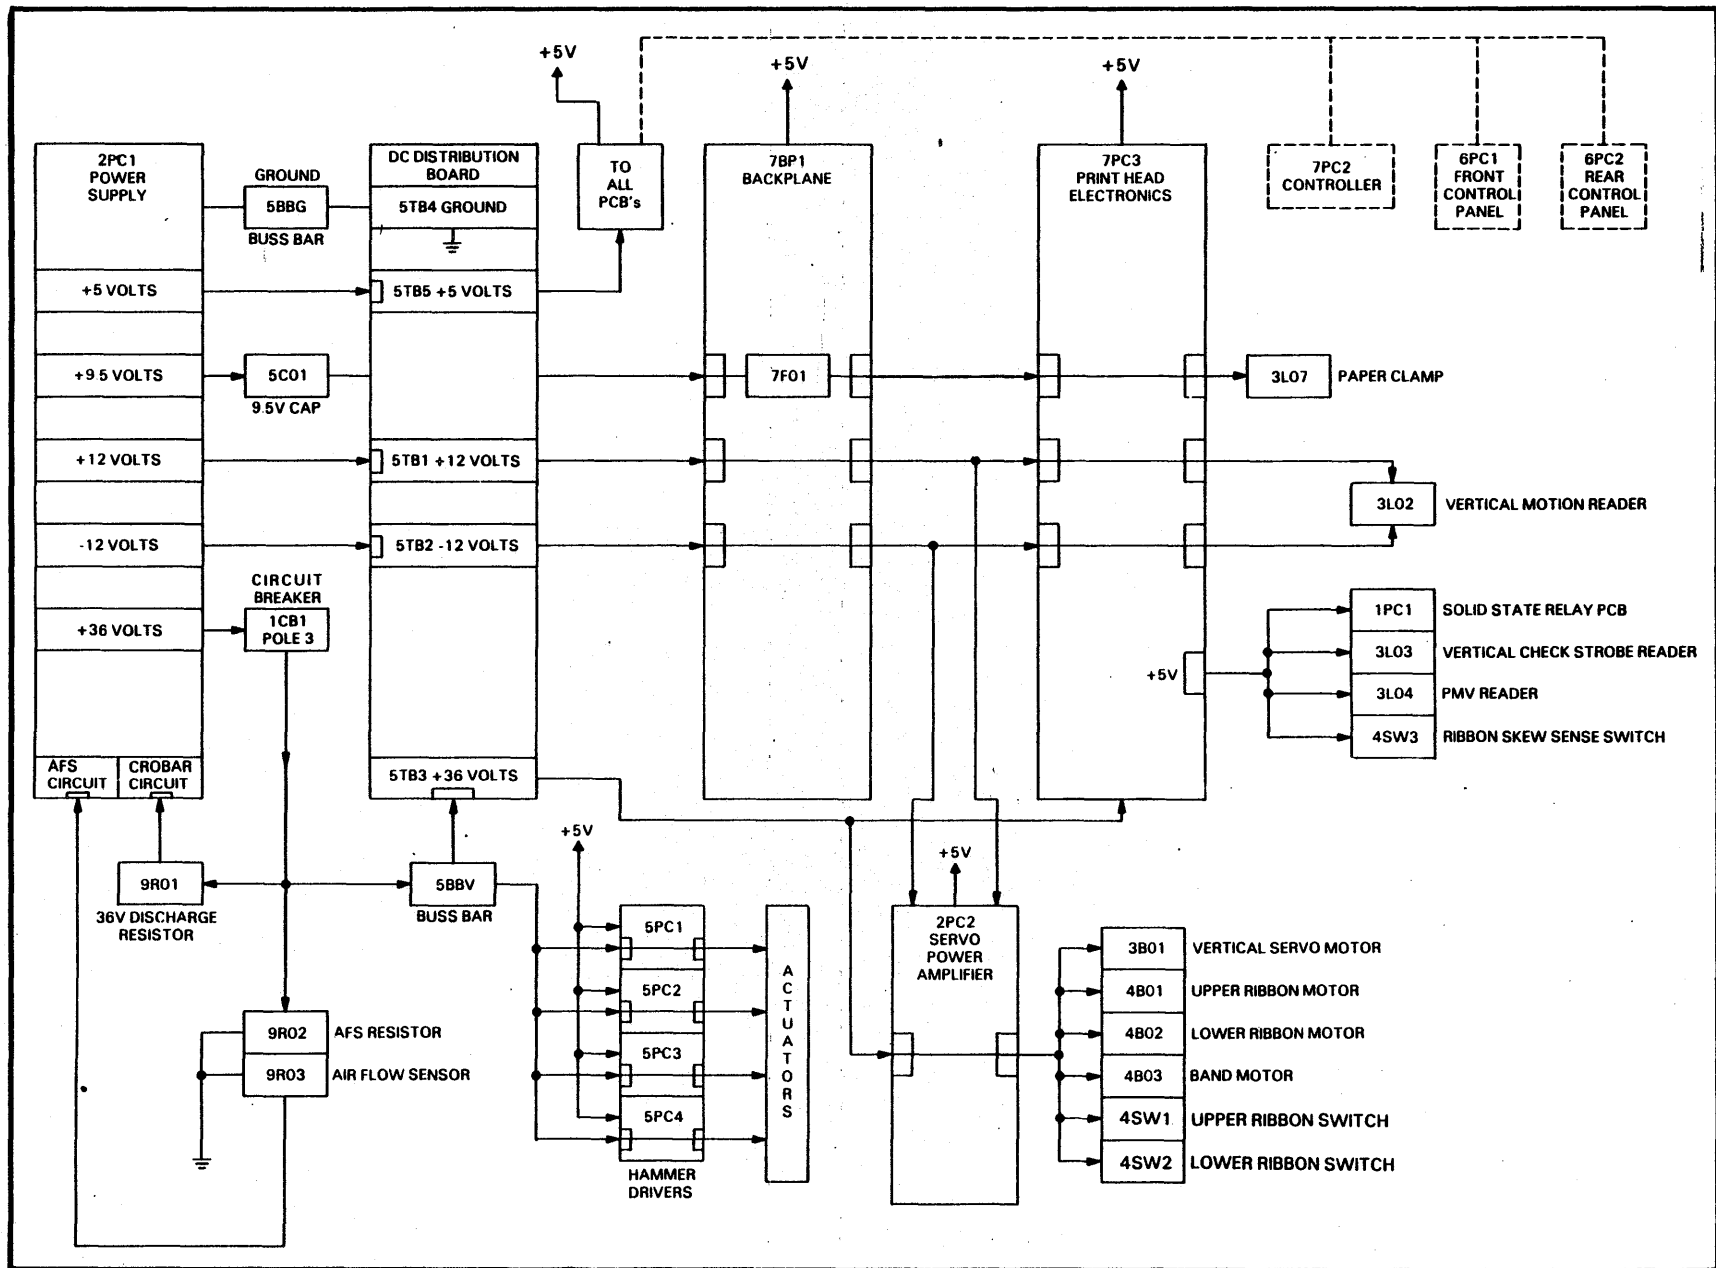 +5V
+5V
+5V
2PC1
POWER
SUPPLY
GROUND
5BBG
BUSS BAR
DC DISTRIBUTION
BOARD
5TB4 GROUND
TO
ALL
PCB's
7BP1
BACKPLANE
7PC3
PRINT HEAD
ELECTRONICS
7PC2
CONTROLLER
6PC1
FRONT
CONTROL
PANEL
6PC2
REAR
CONTROL
PANEL
+5 VOLTS
5TB5 +5 VOLTS
+9.5 VOLTS
5C01
9.5V CAP
7F01
3L07
PAPER CLAMP
+12 VOLTS
5TB1 +12 VOLTS
3L02
VERTICAL MOTION READER
-12 VOLTS
5TB2 -12 VOLTS
CIRCUIT
BREAKER
1CB1
POLE 3
+36 VOLTS
1PC1
SOLID STATE RELAY PCB
3L03
VERTICAL CHECK STROBE READER
+5V
3L04
PMV READER
4SW3
RIBBON SKEW SENSE SWITCH
AFS
CIRCUIT
CROBAR
CIRCUIT
5TB3 +36 VOLTS
+5V
+5V
9R01
36V DISCHARGE
RESISTOR
5BBV
BUSS BAR
5PC1
5PC2
5PC3
5PC4
HAMMER
DRIVERS
ACTUATORS
2PC2
SERVO
POWER
AMPLIFIER
3B01
VERTICAL SERVO MOTOR
4B01
UPPER RIBBON MOTOR
4B02
LOWER RIBBON MOTOR
4B03
BAND MOTOR
4SW1
UPPER RIBBON SWITCH
4SW2
LOWER RIBBON SWITCH
9R02
AFS RESISTOR
9R03
AIR FLOW SENSOR